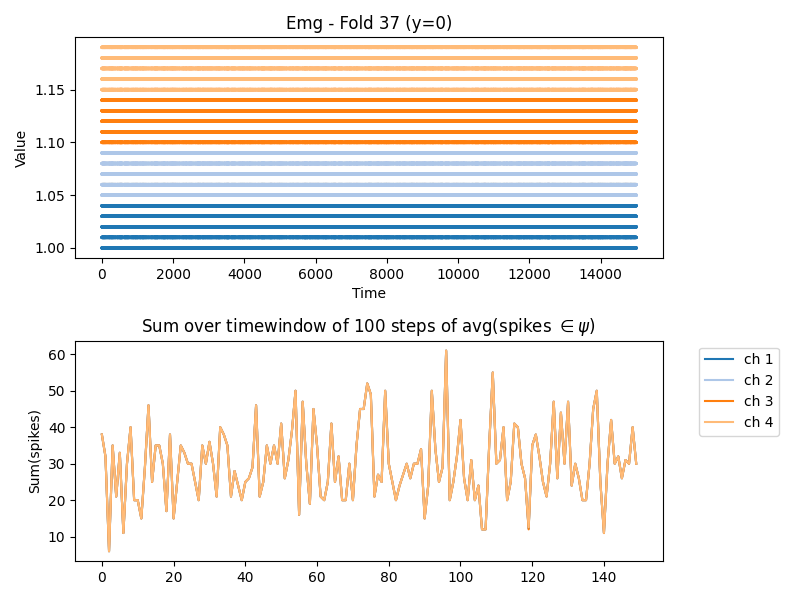 Emg - Fold 37 (y=0)
Value
1.15
1.10
1.05
1.00
0 2000 4000 6000 8000 10000 12000 14000
Time
Sum over timewindow of 100 steps of avg(spikes ∈ψ)
Sum(spikes)
60
50
40
30
20
10
0 20 40 60 80 100 120 140
ch 1
ch 2
ch 3
ch 4